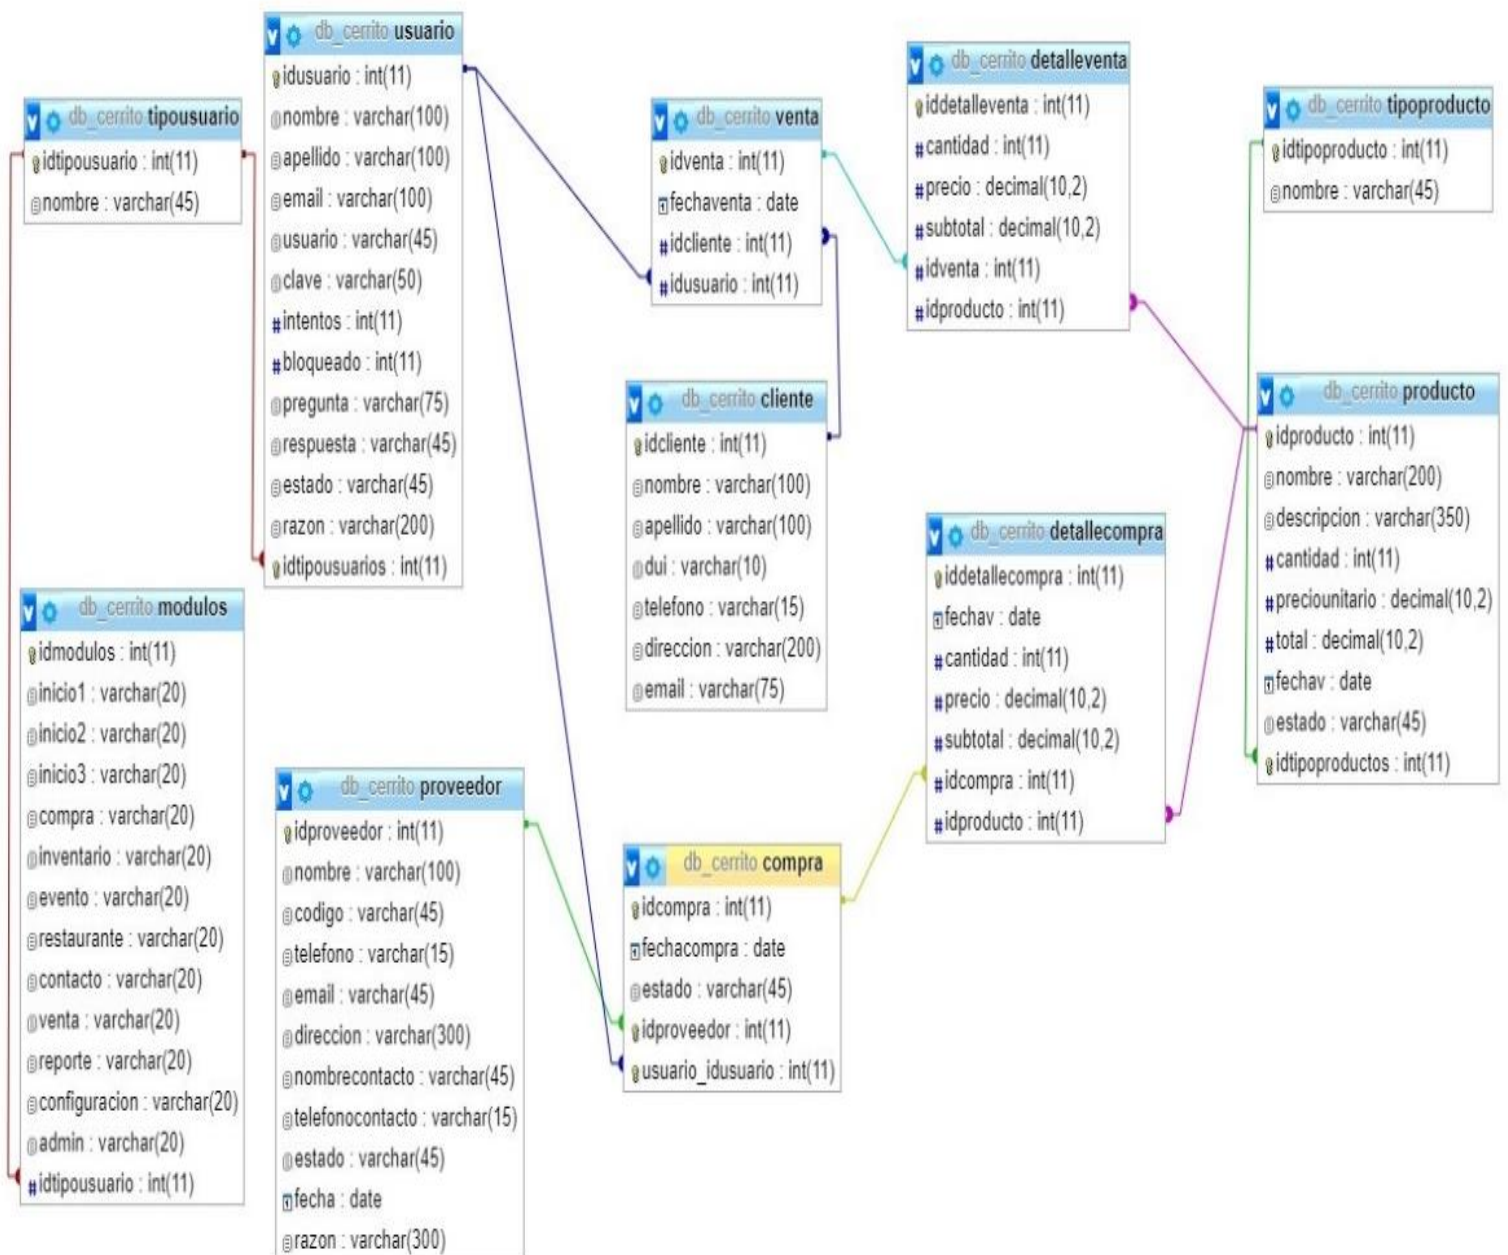 db_cerrito tipousuario
idtipousuario : int(11)
nombre : varchar(45)
db_cerrito usuario
idusuario : int(11)
nombre : varchar(100)
apellido : varchar(100)
email : varchar(100)
usuario : varchar(45)
clave : varchar(50)
intentos : int(11)
bloqueado : int(11)
pregunta : varchar(75)
respuesta : varchar(45)
estado : varchar(45)
razon : varchar(200)
idtipousuarios : int(11)
db_cerrito venta
idventa : int(11)
fechaventa : date
idcliente : int(11)
idusuario : int(11)
db_cerrito detalleventa
iddetalleventa : int(11)
cantidad : int(11)
precio : decimal(10,2)
subtotal : decimal(10,2)
idventa : int(11)
idproducto : int(11)
db_cerrito tipoproducto
idtipoproducto : int(11)
nombre : varchar(45)
db_cerrito cliente
idcliente : int(11)
nombre : varchar(100)
apellido : varchar(100)
dui : varchar(10)
telefono : varchar(15)
direccion : varchar(200)
email : varchar(75)
db_cerrito producto
idproducto : int(11)
nombre : varchar(200)
descripcion : varchar(350)
cantidad : int(11)
preciounitario : decimal(10,2)
total : decimal(10,2)
fechav : date
estado : varchar(45)
idtipoproductos : int(11)
db_cerrito detallecompra
iddetallecompra : int(11)
fechav : date
cantidad : int(11)
precio : decimal(10,2)
subtotal : decimal(10,2)
idcompra : int(11)
idproducto : int(11)
db_cerrito modulos
idmodulos : int(11)
inicio1 : varchar(20)
inicio2 : varchar(20)
inicio3 : varchar(20)
compra : varchar(20)
inventario : varchar(20)
evento : varchar(20)
restaurante : varchar(20)
contacto : varchar(20)
venta : varchar(20)
reporte : varchar(20)
configuracion : varchar(20)
admin : varchar(20)
idtipousuario : int(11)
db_cerrito proveedor
idproveedor : int(11)
nombre : varchar(100)
codigo : varchar(45)
telefono : varchar(15)
email : varchar(45)
direccion : varchar(300)
nombrecontacto : varchar(45)
telefonocontacto : varchar(15)
estado : varchar(45)
fecha : date
razon : varchar(300)
db_cerrito compra
idcompra : int(11)
fechacompra : date
estado : varchar(45)
idproveedor : int(11)
usuario_idusuario : int(11)